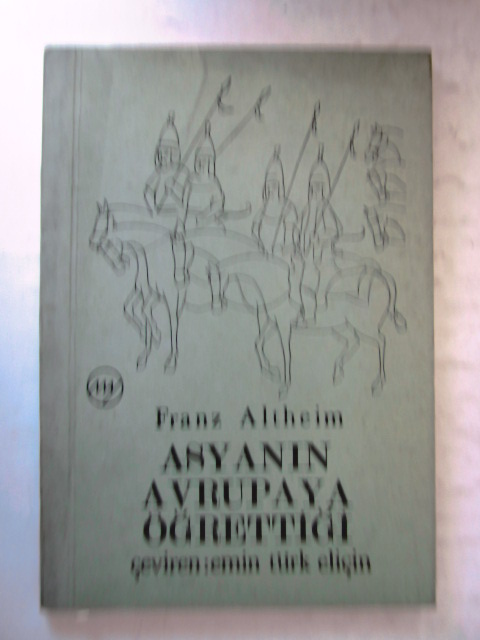 Franz Altheim
ASYANIN
AVRUPAYA
ÖĞRETTİĞİ
çeviren:emin türk eliçin